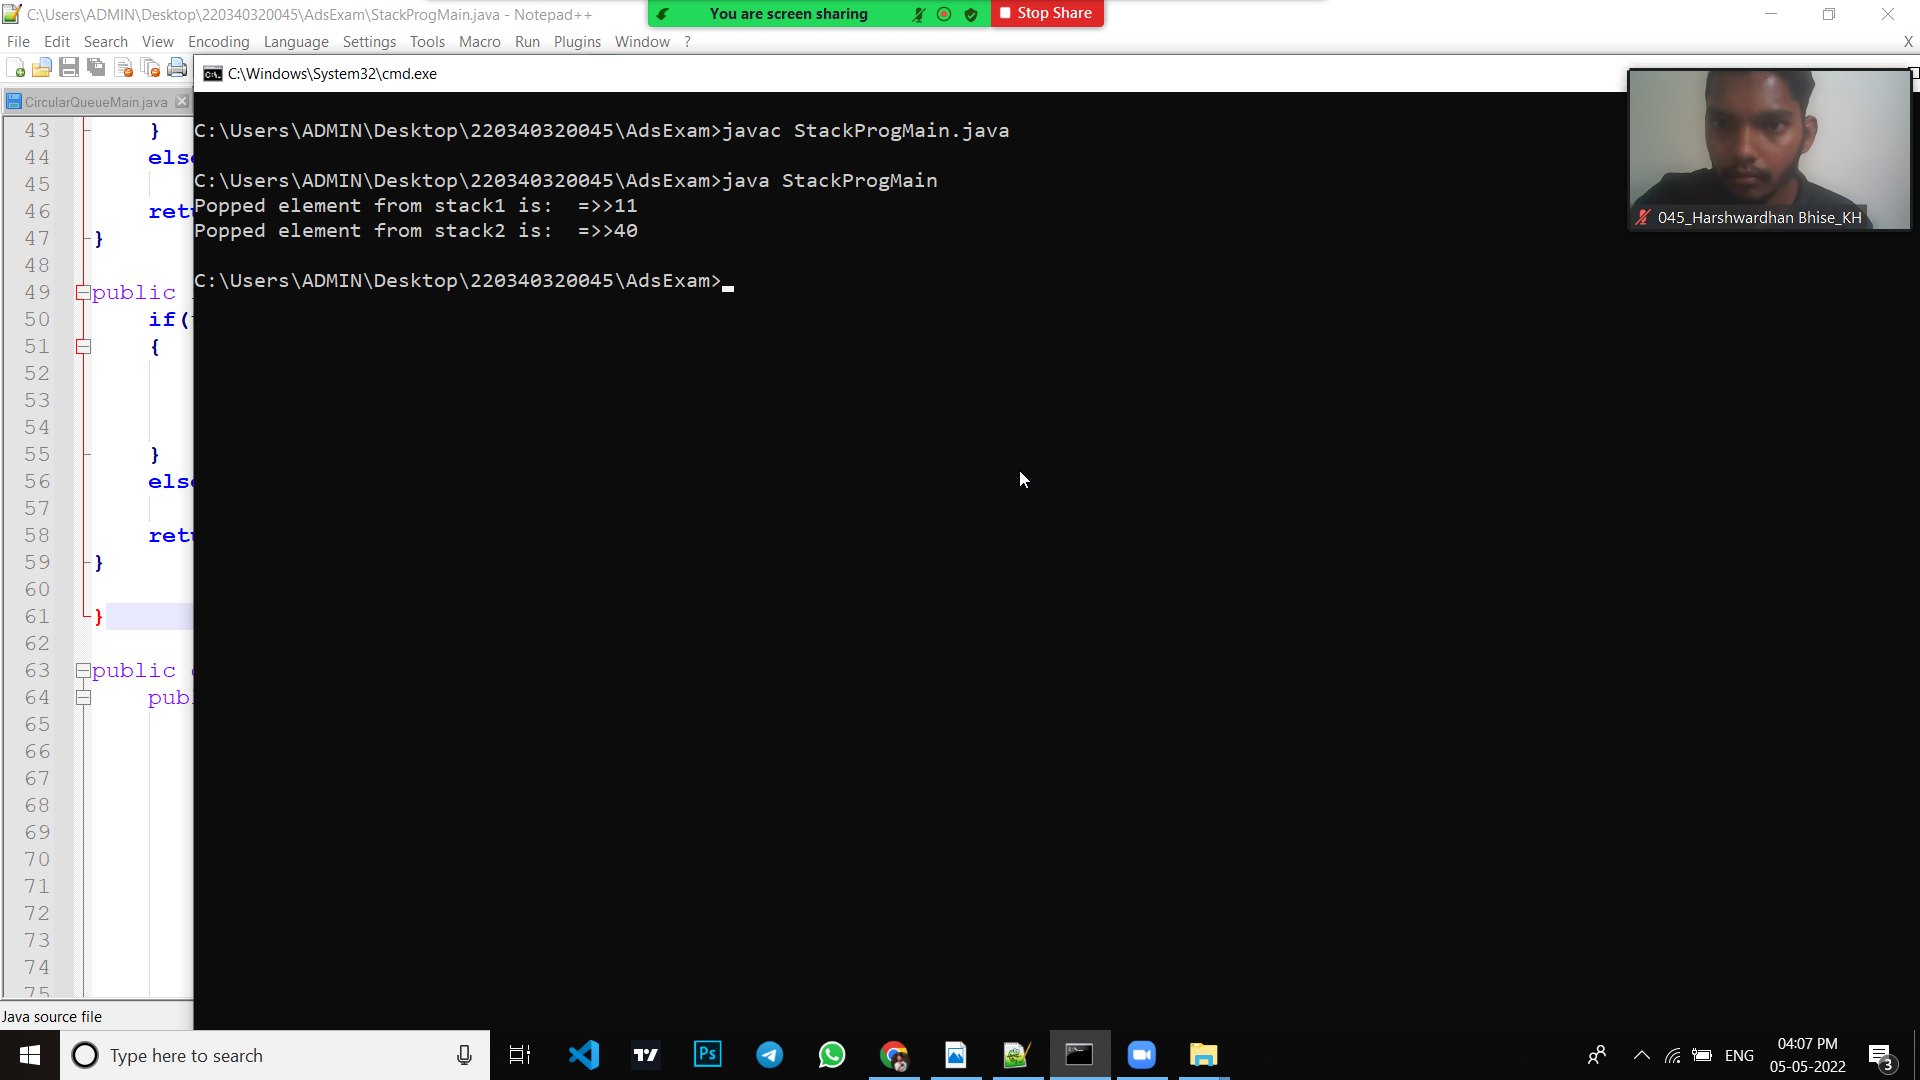 C:\Users\ADMIN\Desktop\220340320045\AdsExam\StackProgMain.java - Notepad++
You are screen sharing
Stop Share
File Edit Search View Encoding Language Settings Tools Macro Run Plugins Window ?
X
C:\Windows\System32\cmd.exe
CircularQueueMain.java
C:\Users\ADMIN\Desktop\220340320045\AdsExam>javac StackProgMain.java
C:\Users\ADMIN\Desktop\220340320045\AdsExam>java StackProgMain
Popped element from stack1 is:  =>>11
Popped element from stack2 is:  =>>40
C:\Users\ADMIN\Desktop\220340320045\AdsExam>
045_Harshwardhan Bhise_KH
43 }
44 else
45
46 retu
47 }
48
49 public
50 if(
51 {
52
53
54
55 }
56 else
57
58 retu
59 }
60
61 }
62
63 public
64 pub
65
66
67
68
69
70
71
72
73
74
75
Java source file
Type here to search
Ps
ENG
04:07 PM
05-05-2022
3